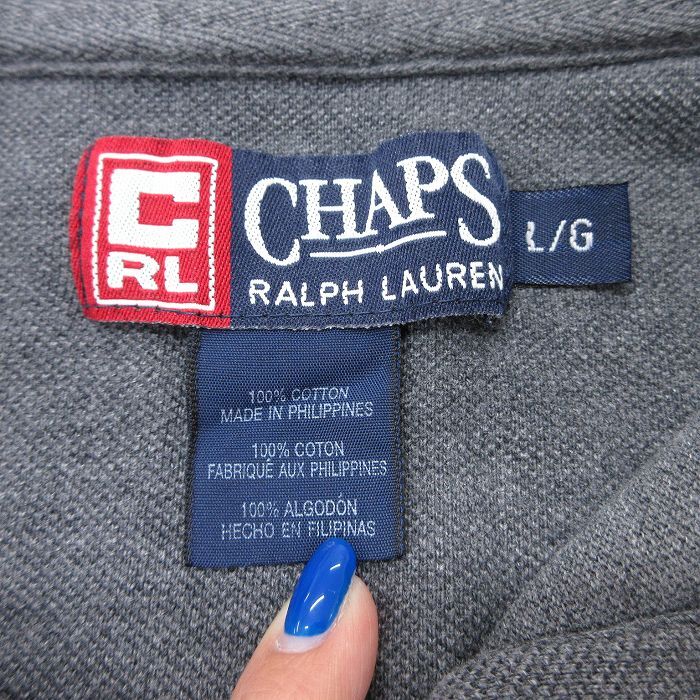 C
RL
CHAPS
RALPH LAUREN
L/G
100% COTTON
MADE IN PHILIPPINES
100% COTON
FABRIQUÉ AUX PHILIPPINES
100% ALGODÓN
HECHO EN FILIPINAS